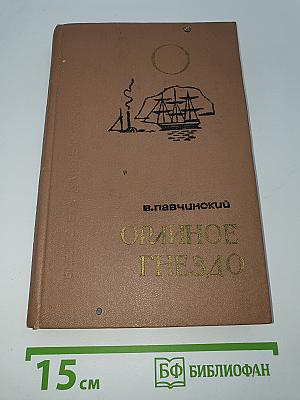 В. ПАВЧИНСКИЙ
ОРЛИНОЕ
ГНЕЗДО
15 см
БФ БИБЛИОФАН